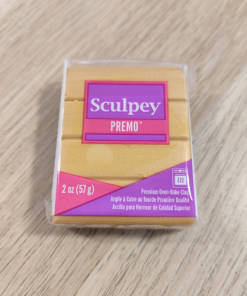 Sculpey
PREMO™
2 oz (57 g)
Premium Oven-Bake Clay
Argile à Cuire au four de Première Qualité
Arcilla para Hornear de Calidad Superior